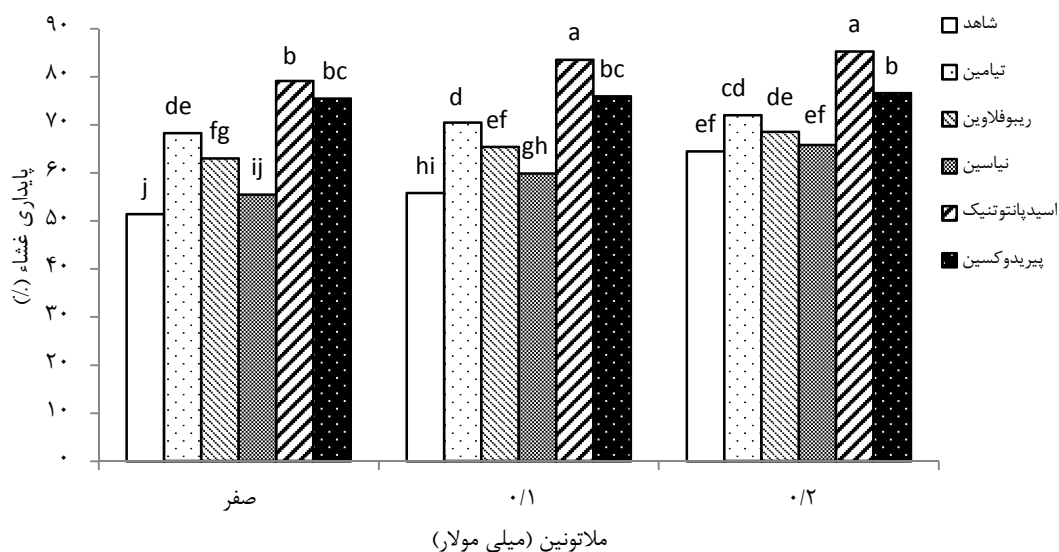 پایداری غشاء (٪)
۹۰
۸۰
۷۰
۶۰
۵۰
۴۰
۳۰
۲۰
۱۰
۰
j
de
fg
ij
b
bc
hi
d
ef
gh
a
bc
ef
cd
de
ef
a
b
صفر
۰/۱
۰/۲
ملاتونین (میلی مولار)
شاهد
تیامین
ریبوفلاوین
نیاسین
اسیدپانتوتنیک
پیریدوکسین